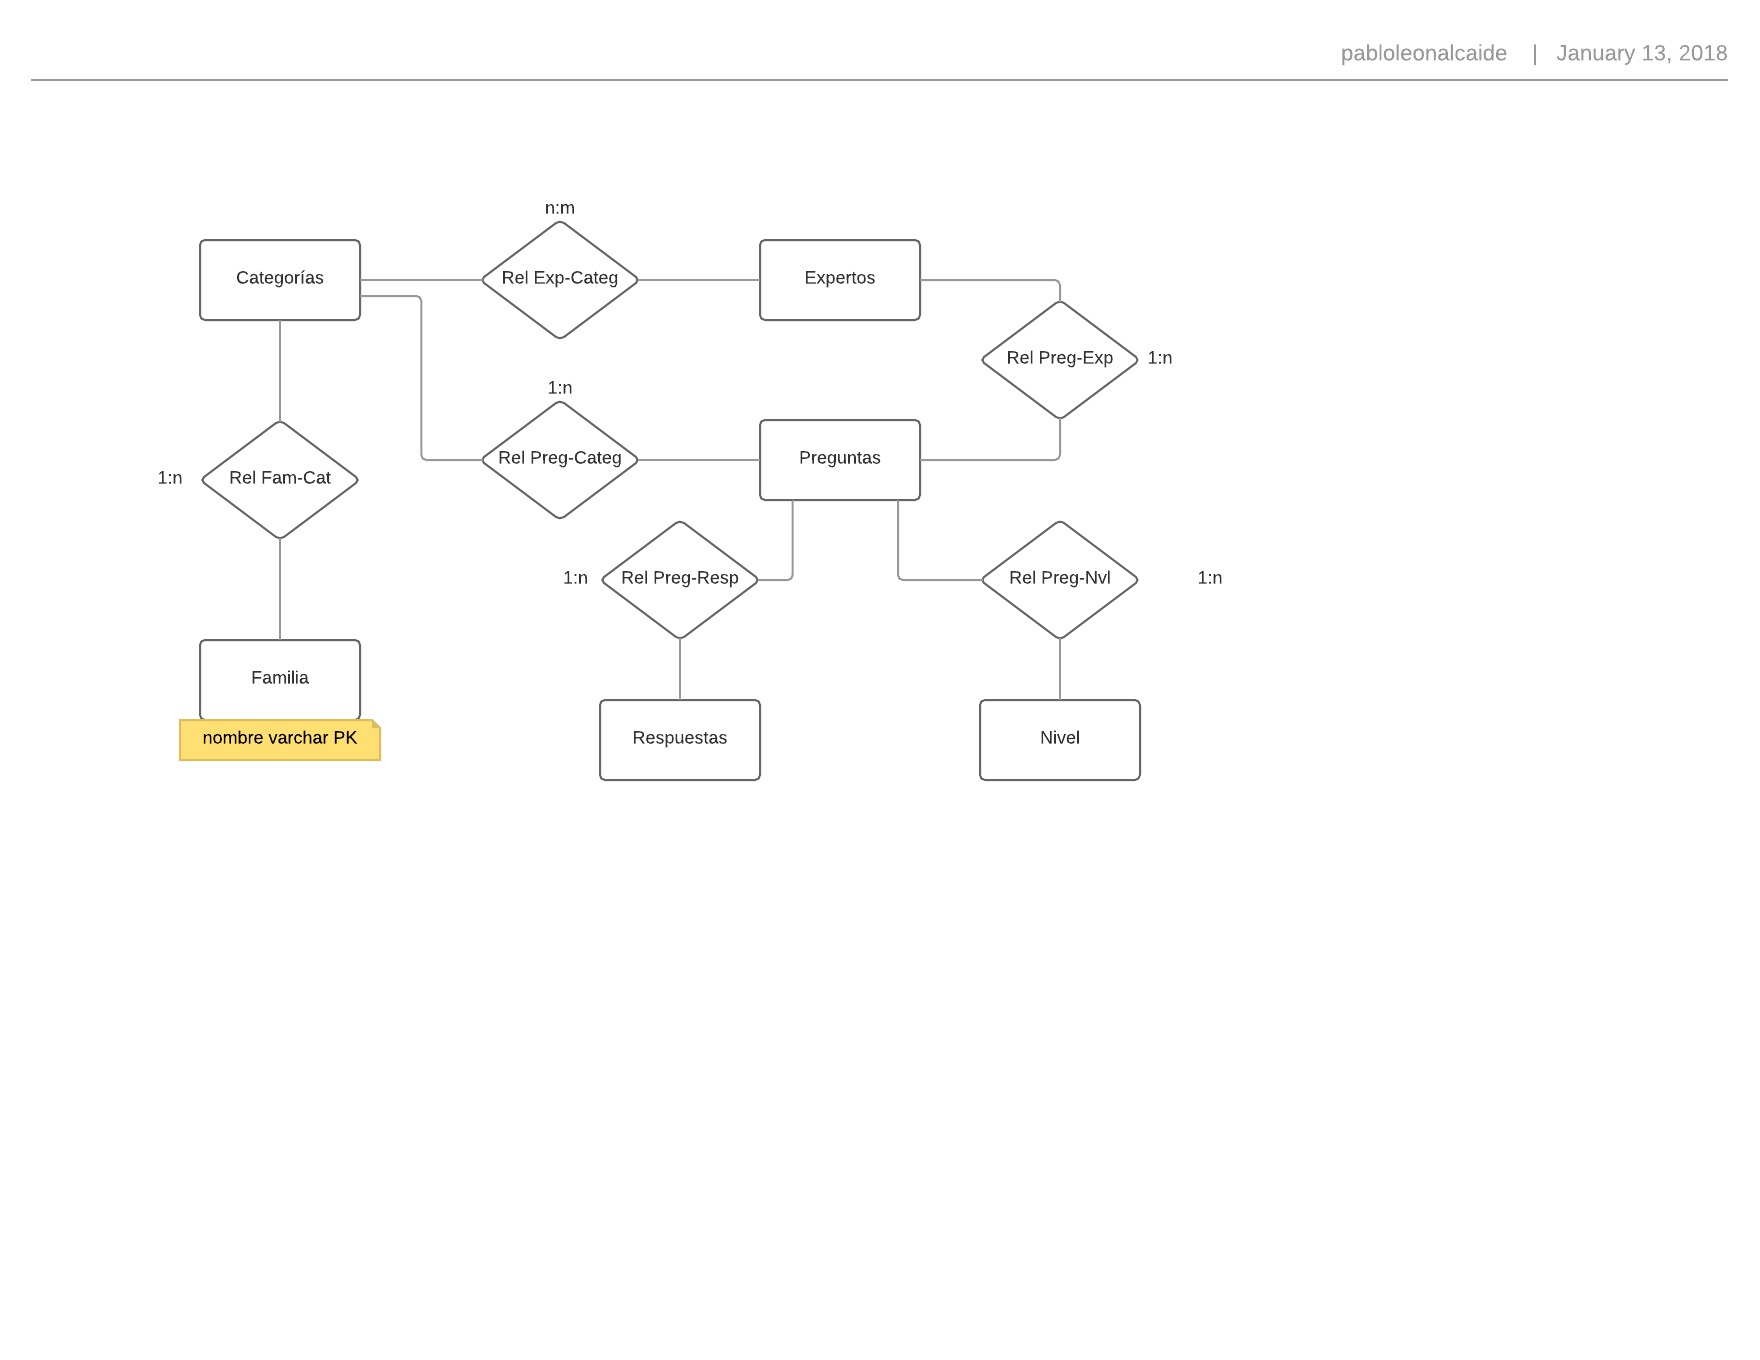 pabloleonalcaide | January 13, 2018
n:m
Categorías
Rel Exp-Categ
Expertos
Rel Preg-Exp
1:n
1:n
Rel Preg-Categ
Preguntas
1:n
Rel Fam-Cat
1:n
Rel Preg-Resp
Rel Preg-Nvl
1:n
Familia
nombre varchar PK
Respuestas
Nivel